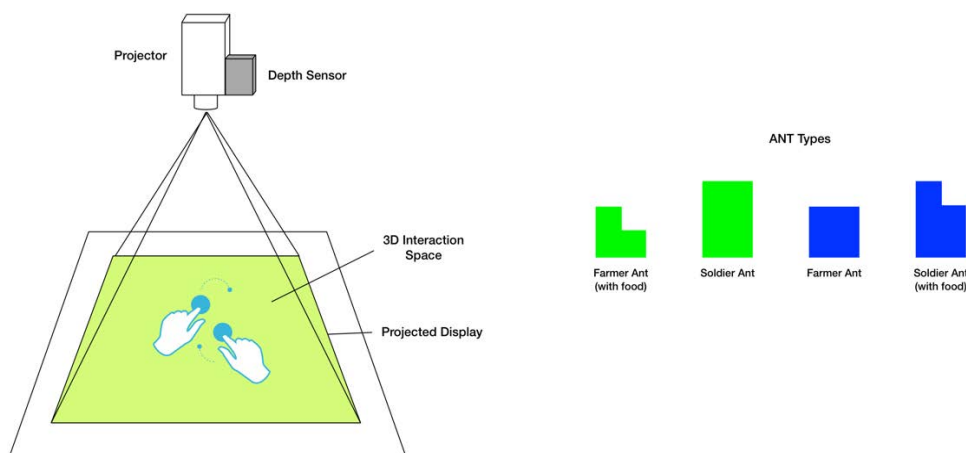 Projector
Depth Sensor
3D Interaction
Space
Projected Display
ANT Types
Farmer Ant
(with food)
Soldier Ant
Farmer Ant
Soldier Ant
(with food)